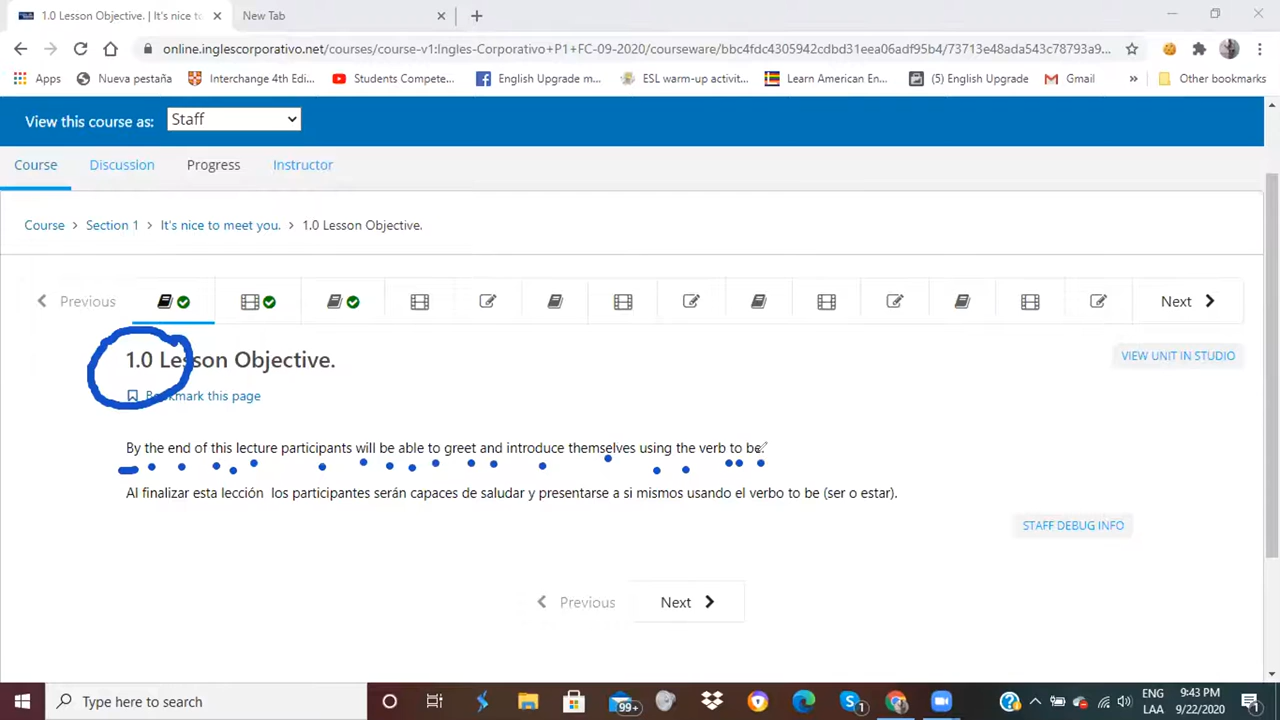 1.0 Lesson Objective. | It's nice to
New Tab
online.inglescorporativo.net/courses/course-v1:Ingles-Corporativo+P1+FC-09-2020/courseware/bbc4fdc4305942cdbd31eea06adf95b4/73713e48ada543c78793a9...
Apps Nueva pestaña Interchange 4th Edi... Students Compete... English Upgrade m... ESL warm-up activit... Learn American En... (5) English Upgrade Gmail » Other bookmarks
View this course as: Staff
Course Discussion Progress Instructor
Course > Section 1 > It's nice to meet you. > 1.0 Lesson Objective.
Previous Next
1.0 Lesson Objective.
VIEW UNIT IN STUDIO
Bookmark this page
By the end of this lecture participants will be able to greet and introduce themselves using the verb to be.
Al finalizar esta lección los participantes serán capaces de saludar y presentarse a si mismos usando el verbo to be (ser o estar).
STAFF DEBUG INFO
Previous Next
Type here to search 99+ 1 ENG 9:43 PM
LAA 9/22/2020 1